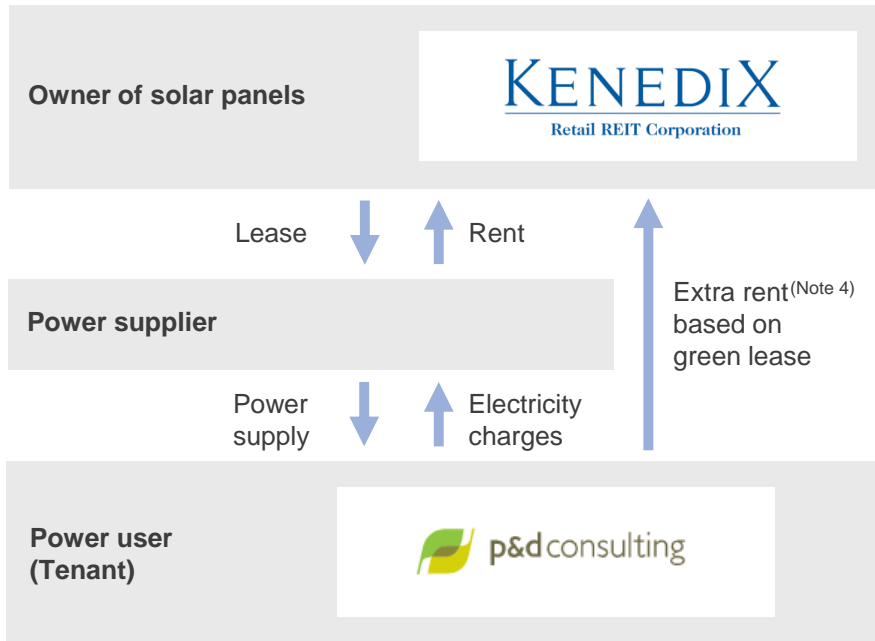 Owner of solar panels
KENEDIX
Retail REIT Corporation
Lease
Rent
Extra rent(Note 4)
based on
green lease
Power supplier
Power
supply
Electricity
charges
Power user
(Tenant)
p&d consulting